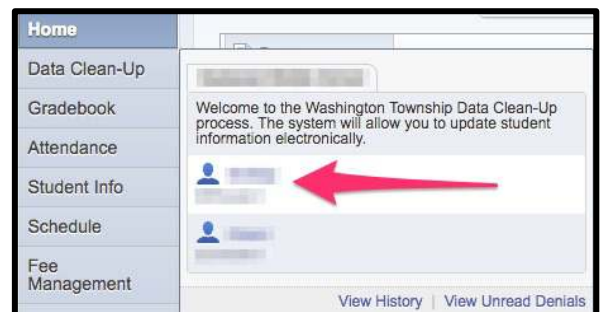 Home
Data Clean-Up
Gradebook
Attendance
Student Info
Schedule
Fee
Management
Welcome to the Washington Township Data Clean-Up
process. The system will allow you to update student
information electronically.
View History | View Unread Denials